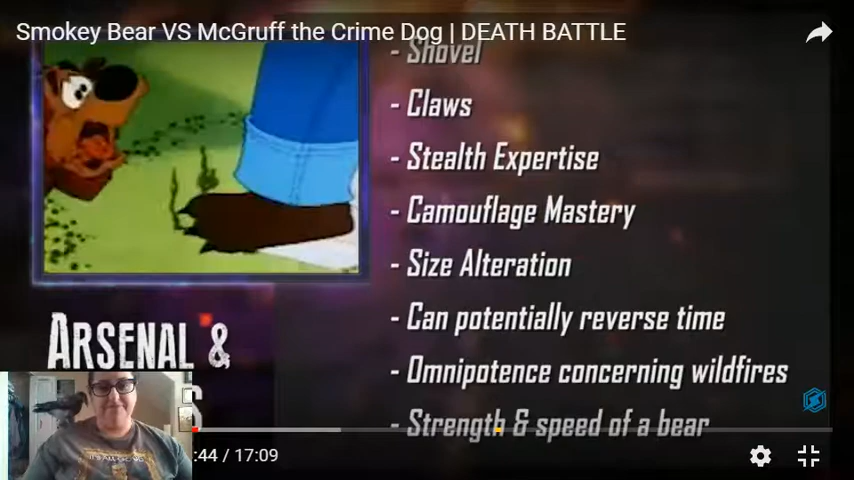 Smokey Bear VS McGruff the Crime Dog | DEATH BATTLE
- Shovel
- Claws
- Stealth Expertise
- Camouflage Mastery
- Size Alteration
- Can potentially reverse time
- Omnipotence concerning wildfires
- Strength & speed of a bear
ARSENAL &
:44 / 17:09